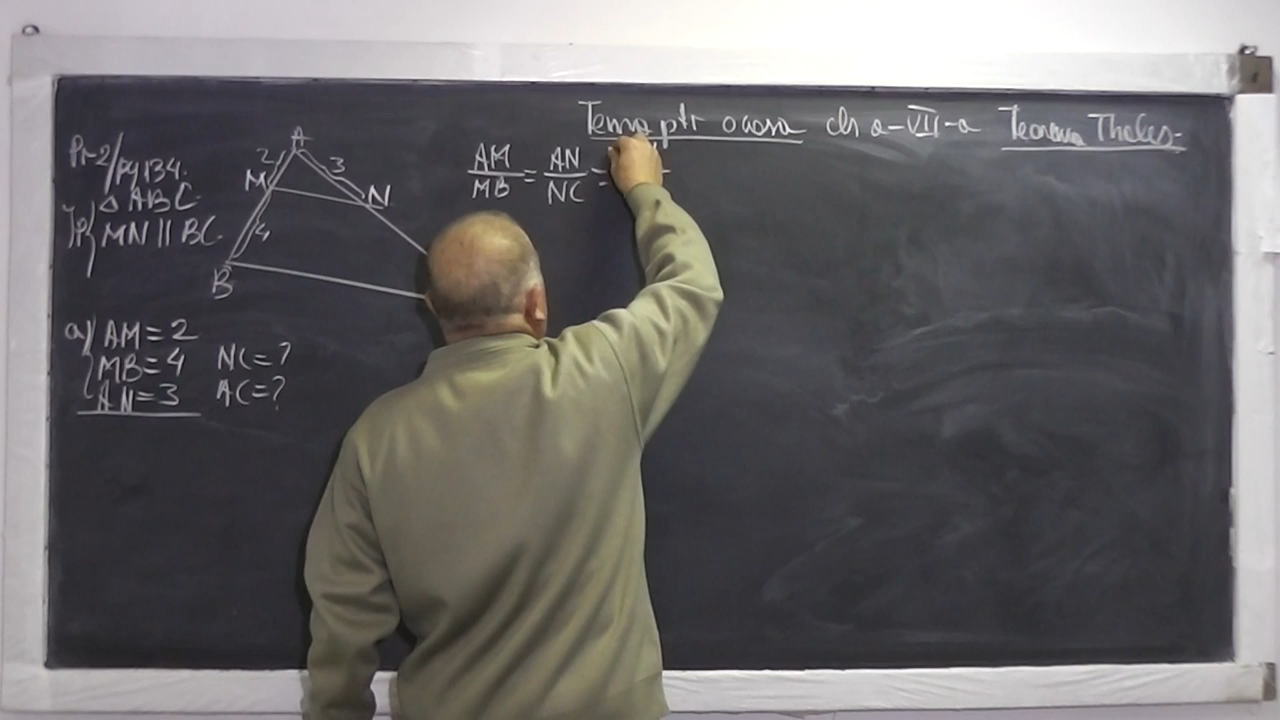 Tema ptr acasa cls a-VII-a Teorema Thales
Pr 2/pg 134.
△ ABC.
Ip{ MN || BC.
A
2 3
M N
4
B
AM/MB = AN/NC =
a) AM = 2
MB = 4 NC = ?
AN = 3 AC = ?